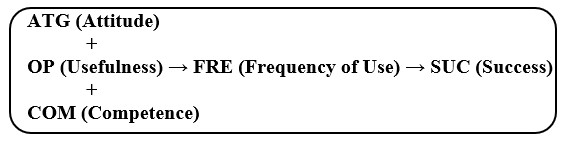 ATG (Attitude)
+
OP (Usefulness) → FRE (Frequency of Use) → SUC (Success)
+
COM (Competence)